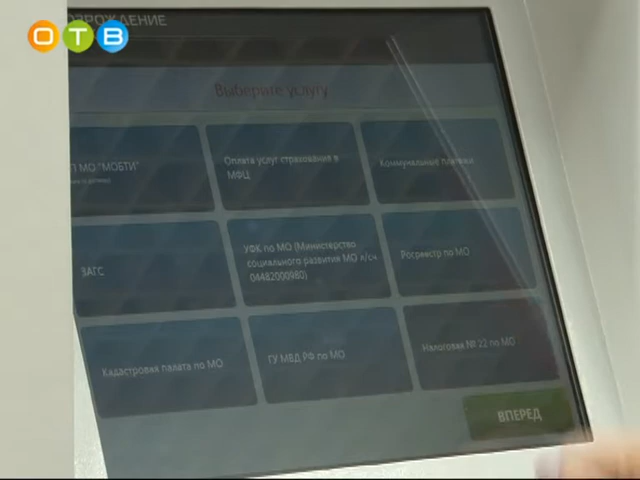 ОТВ
ВОЗРОЖДЕНИЕ
Выберите услугу
МО "МОБТИ"
Оплата услуг страхования в
МФЦ
Коммунальные платежи
ЗАГС
УФК по МО (Министерство
социального развития МО л/сч
04482000980)
Росреестр по МО
Кадастровая палата по МО
ГУ МВД РФ по МО
Налоговая № 22 по МО
ВПЕРЕД